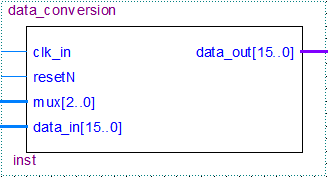 data_conversion
clk_in data_out[15..0]
resetN
mux[2..0]
data_in[15..0]
inst